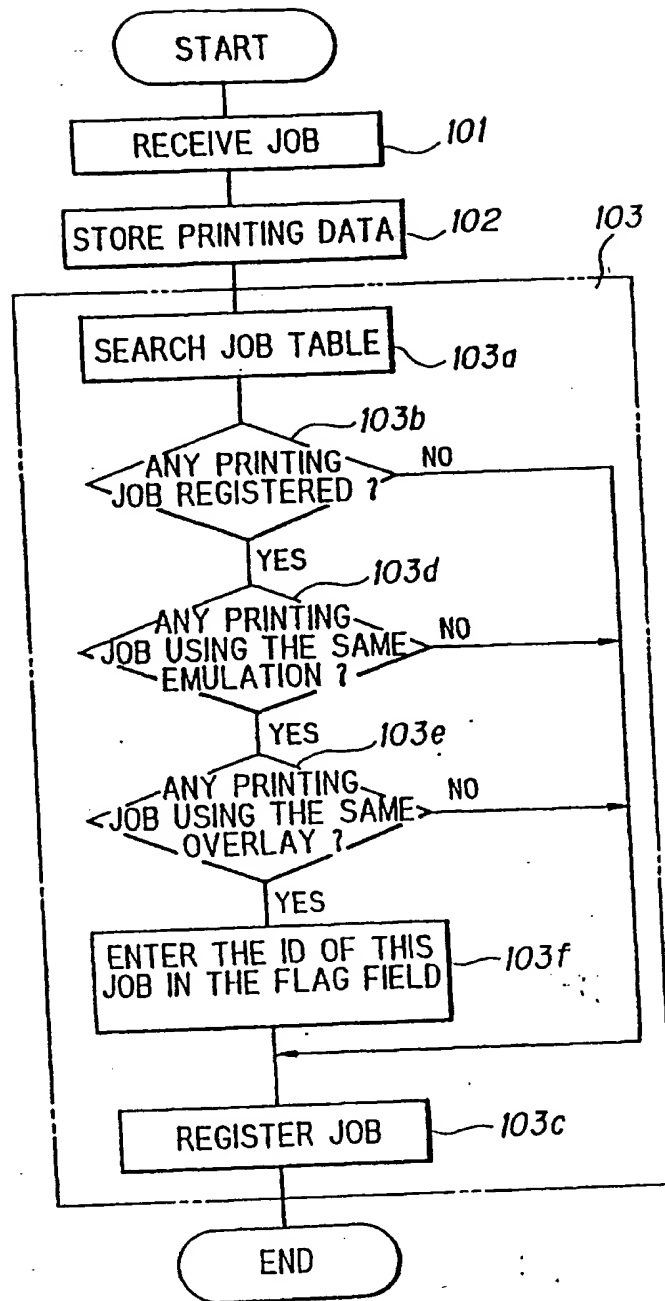 START
RECEIVE JOB
101
STORE PRINTING DATA
102
103
SEARCH JOB TABLE
103a
103b
ANY PRINTING
JOB REGISTERED ?
NO
YES
103d
ANY PRINTING
JOB USING THE SAME
EMULATION ?
NO
YES
103e
ANY PRINTING
JOB USING THE SAME
OVERLAY ?
NO
YES
ENTER THE ID OF THIS
JOB IN THE FLAG FIELD
103f
REGISTER JOB
103c
END